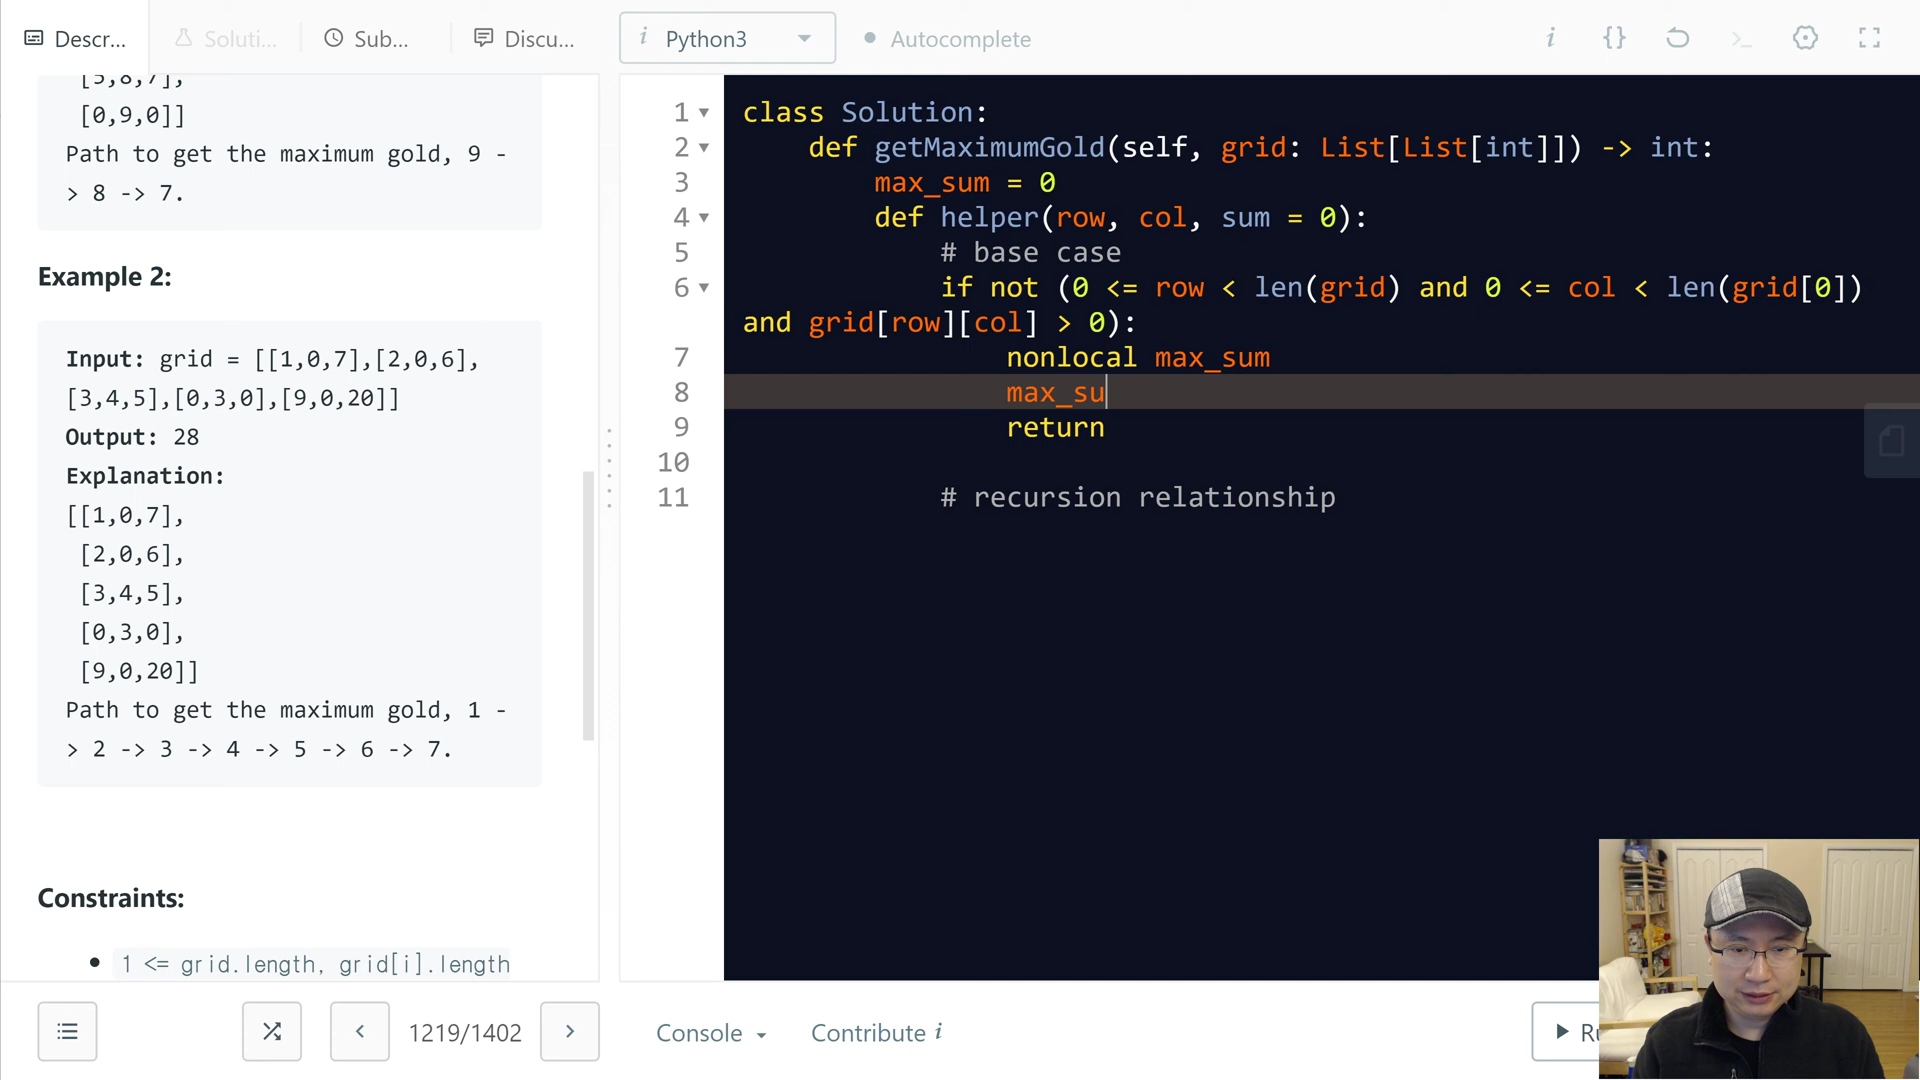 Descr...
Soluti...
Sub...
Discu...
i Python3
Autocomplete
[5,8,7],
[0,9,0]]
Path to get the maximum gold, 9 -
> 8 -> 7.
Example 2:
Input: grid = [[1,0,7],[2,0,6],
[3,4,5],[0,3,0],[9,0,20]]
Output: 28
Explanation:
[[1,0,7],
[2,0,6],
[3,4,5],
[0,3,0],
[9,0,20]]
Path to get the maximum gold, 1 -
> 2 -> 3 -> 4 -> 5 -> 6 -> 7.
Constraints:
1 <= grid.length, grid[i].length
1219/1402
1 class Solution:
2 def getMaximumGold(self, grid: List[List[int]]) -> int:
3 max_sum = 0
4 def helper(row, col, sum = 0):
5 # base case
6 if not (0 <= row < len(grid) and 0 <= col < len(grid[0])
and grid[row][col] > 0):
7 nonlocal max_sum
8 max_su
9 return
10
11 # recursion relationship
Console
Contribute i